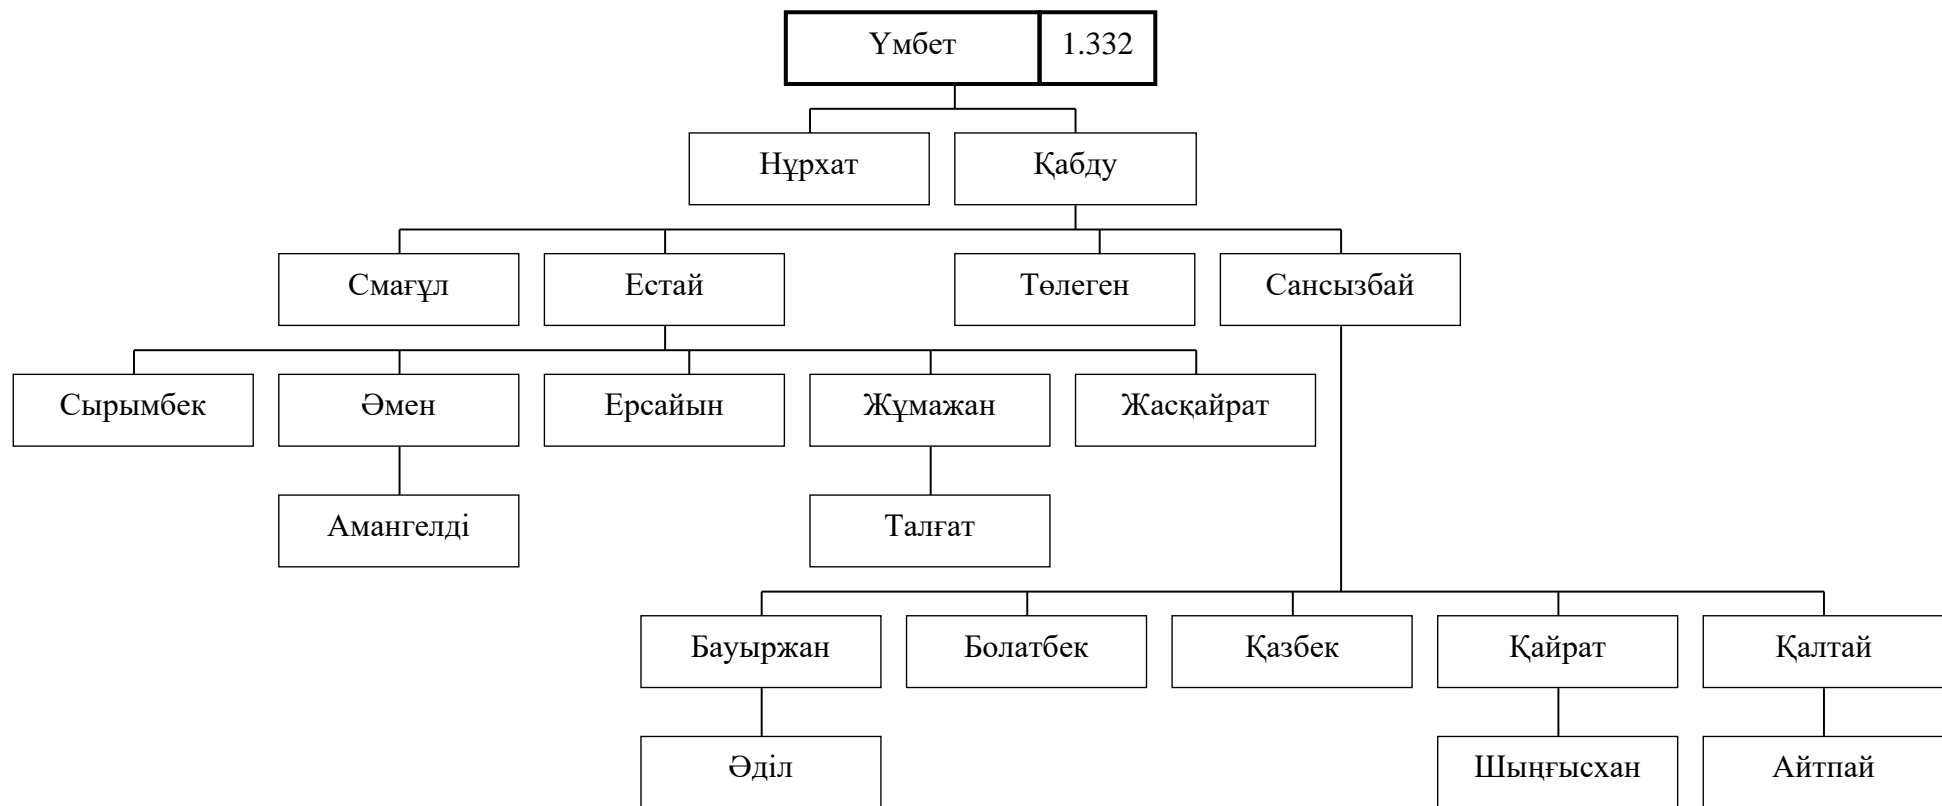 Үмбет 1.332
Нұрхат Қабду
Смағұл Естай Төлеген Сансызбай
Сырымбек Әмен Ерсайын Жұмажан Жасқайрат
Амангелді Талғат
Бауыржан Болатбек Қазбек Қайрат Қалтай
Әділ Шыңғысхан Айтпай